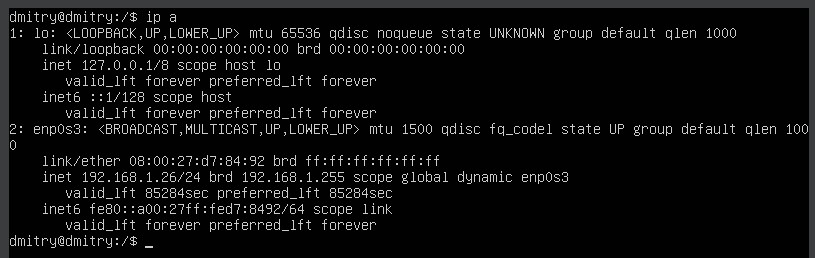 dmitry@dmitry:/$ ip a
1: lo: <LOOPBACK,UP,LOWER_UP> mtu 65536 qdisc noqueue state UNKNOWN group default qlen 1000
    link/loopback 00:00:00:00:00:00 brd 00:00:00:00:00:00
    inet 127.0.0.1/8 scope host lo
       valid_lft forever preferred_lft forever
    inet6 ::1/128 scope host
       valid_lft forever preferred_lft forever
2: enp0s3: <BROADCAST,MULTICAST,UP,LOWER_UP> mtu 1500 qdisc fq_codel state UP group default qlen 100
0
    link/ether 08:00:27:d7:84:92 brd ff:ff:ff:ff:ff:ff
    inet 192.168.1.26/24 brd 192.168.1.255 scope global dynamic enp0s3
       valid_lft 85284sec preferred_lft 85284sec
    inet6 fe80::a00:27ff:fed7:8492/64 scope link
       valid_lft forever preferred_lft forever
dmitry@dmitry:/$ _